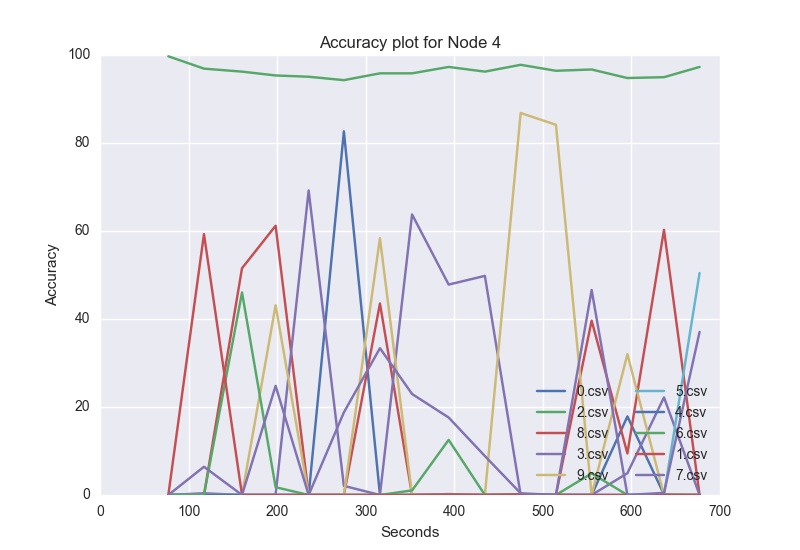 Accuracy plot for Node 4
100
80
60
40
20
0
Accuracy
0 100 200 300 400 500 600 700
Seconds
0.csv
2.csv
8.csv
3.csv
9.csv
5.csv
4.csv
6.csv
1.csv
7.csv